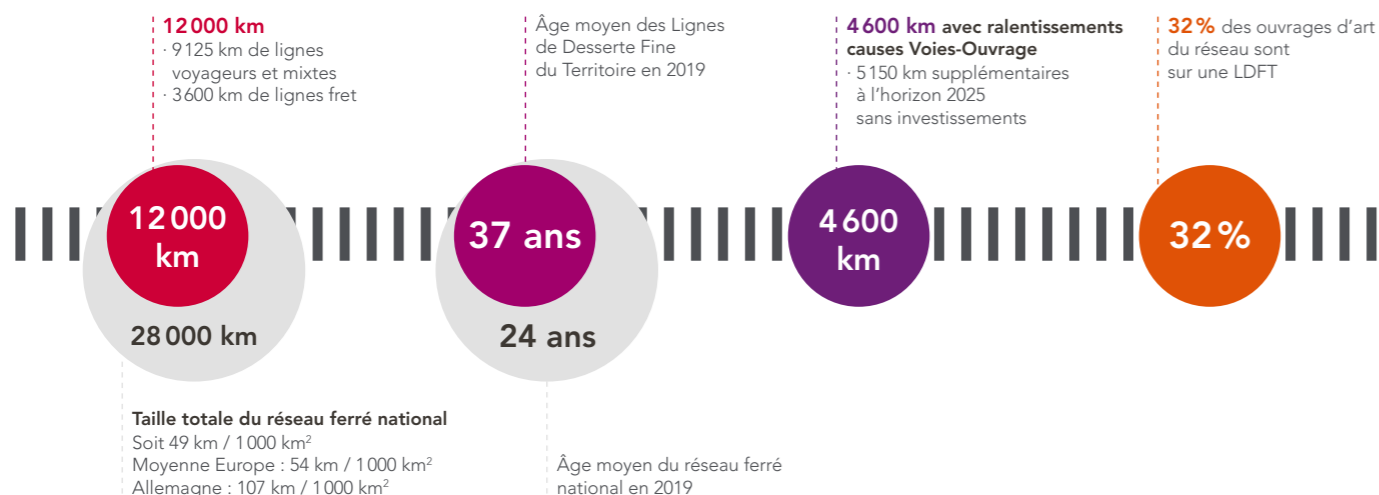 12 000 km
· 9 125 km de lignes
voyageurs et mixtes
· 3 600 km de lignes fret
Âge moyen des Lignes
de Desserte Fine
du Territoire en 2019
4 600 km avec ralentissements
causes Voies-Ouvrage
· 5 150 km supplémentaires
à l’horizon 2025
sans investissements
32 % des ouvrages d’art
du réseau sont
sur une LDFT
12 000
km
28 000 km
37 ans
24 ans
4 600
km
32 %
Taille totale du réseau ferré national
Soit 49 km / 1 000 km²
Moyenne Europe : 54 km / 1 000 km²
Allemagne : 107 km / 1 000 km²
Âge moyen du réseau ferré
national en 2019